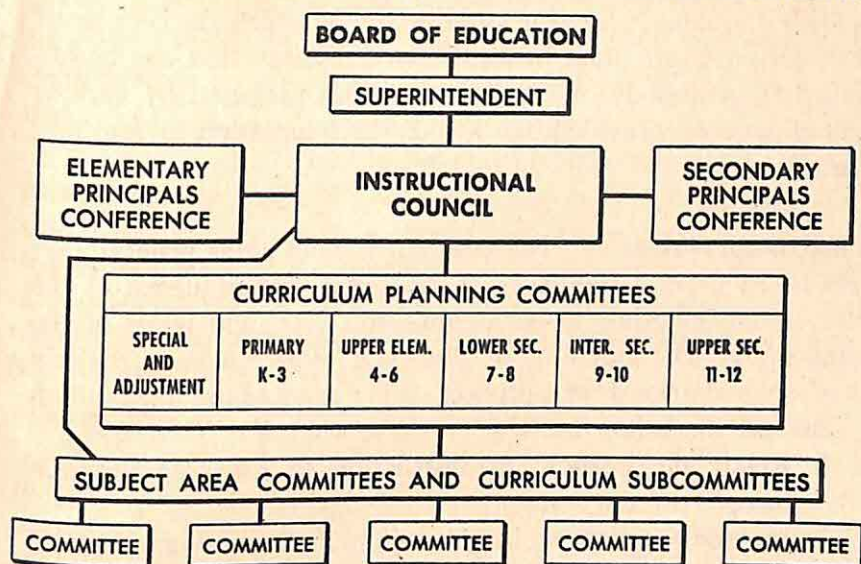 BOARD OF EDUCATION
SUPERINTENDENT
ELEMENTARY
PRINCIPALS
CONFERENCE
INSTRUCTIONAL
COUNCIL
SECONDARY
PRINCIPALS
CONFERENCE
CURRICULUM PLANNING COMMITTEES
SPECIAL
AND
ADJUSTMENT
PRIMARY
K-3
UPPER ELEM.
4-6
LOWER SEC.
7-8
INTER. SEC.
9-10
UPPER SEC.
11-12
SUBJECT AREA COMMITTEES AND CURRICULUM SUBCOMMITTEES
COMMITTEE
COMMITTEE
COMMITTEE
COMMITTEE
COMMITTEE